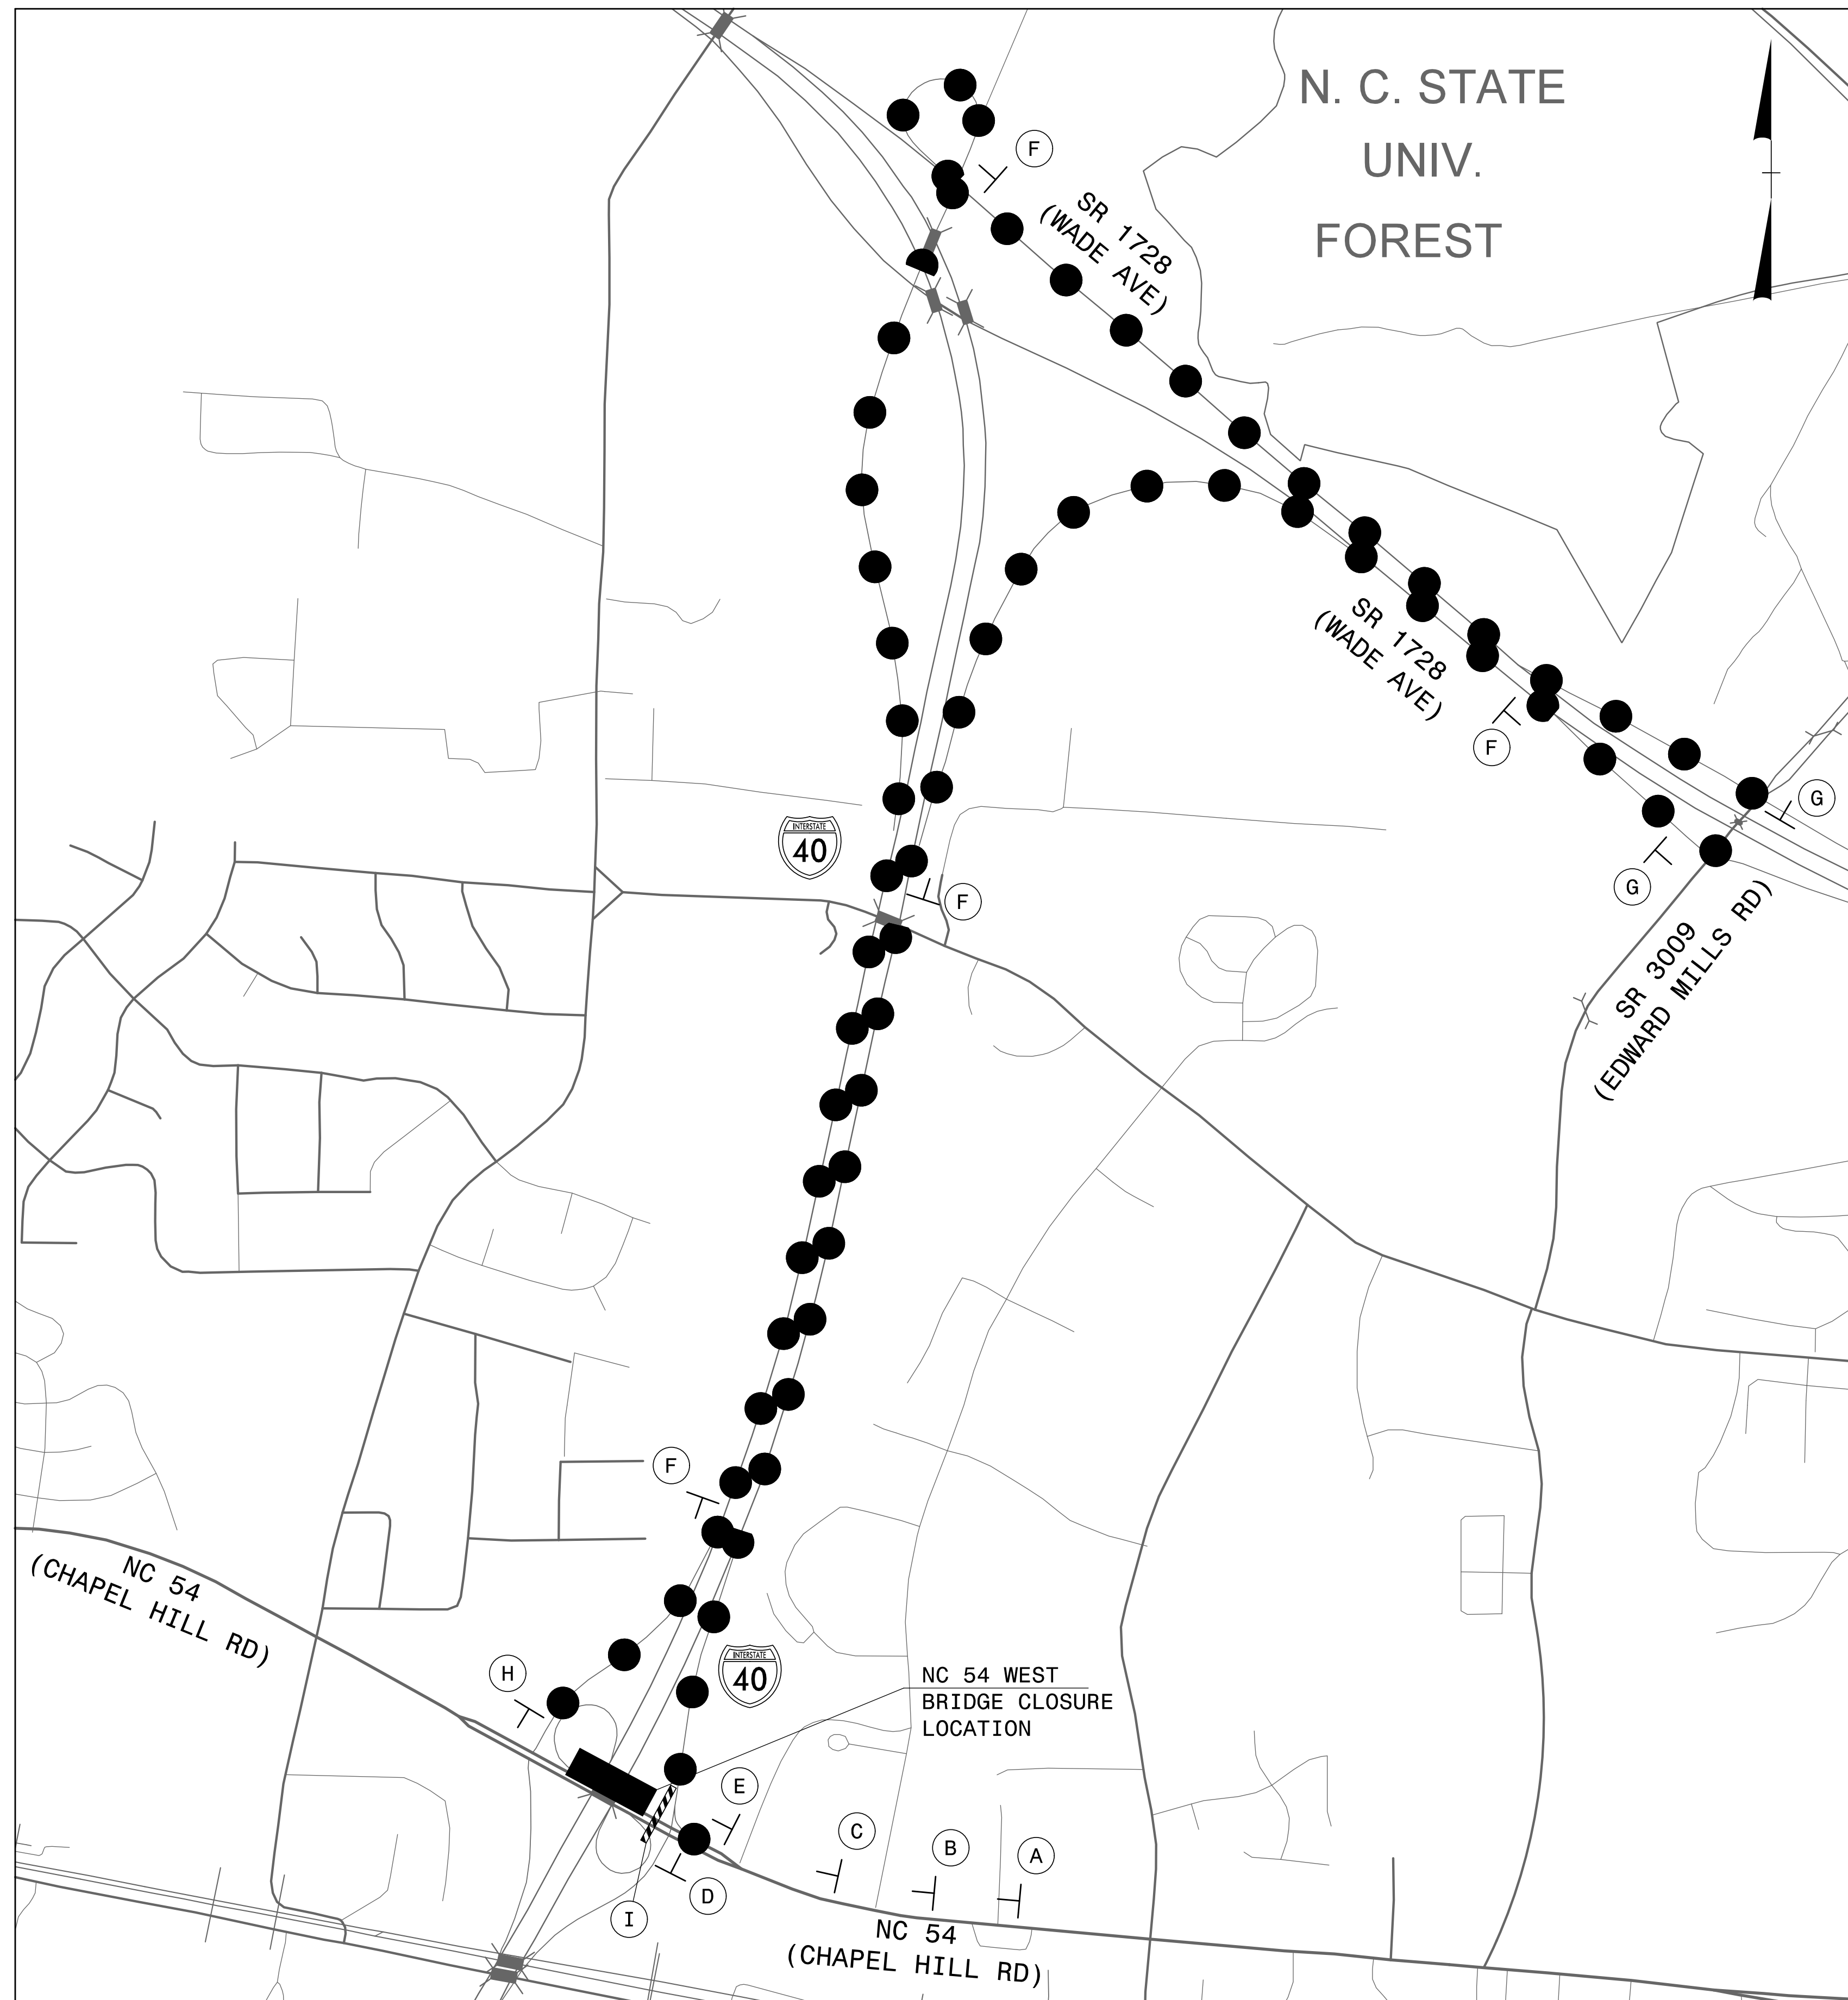 N. C. STATE
UNIV.
FOREST
F
SR 1728
(WADE AVE)
SR 1728
(WADE AVE)
F
G
G
INTERSTATE
40
F
SR 3009
(EDWARD MILLS RD)
F
NC 54
(CHAPEL HILL RD)
H
INTERSTATE
40
NC 54 WEST
BRIDGE CLOSURE
LOCATION
E
C
B
A
D
I
NC 54
(CHAPEL HILL RD)